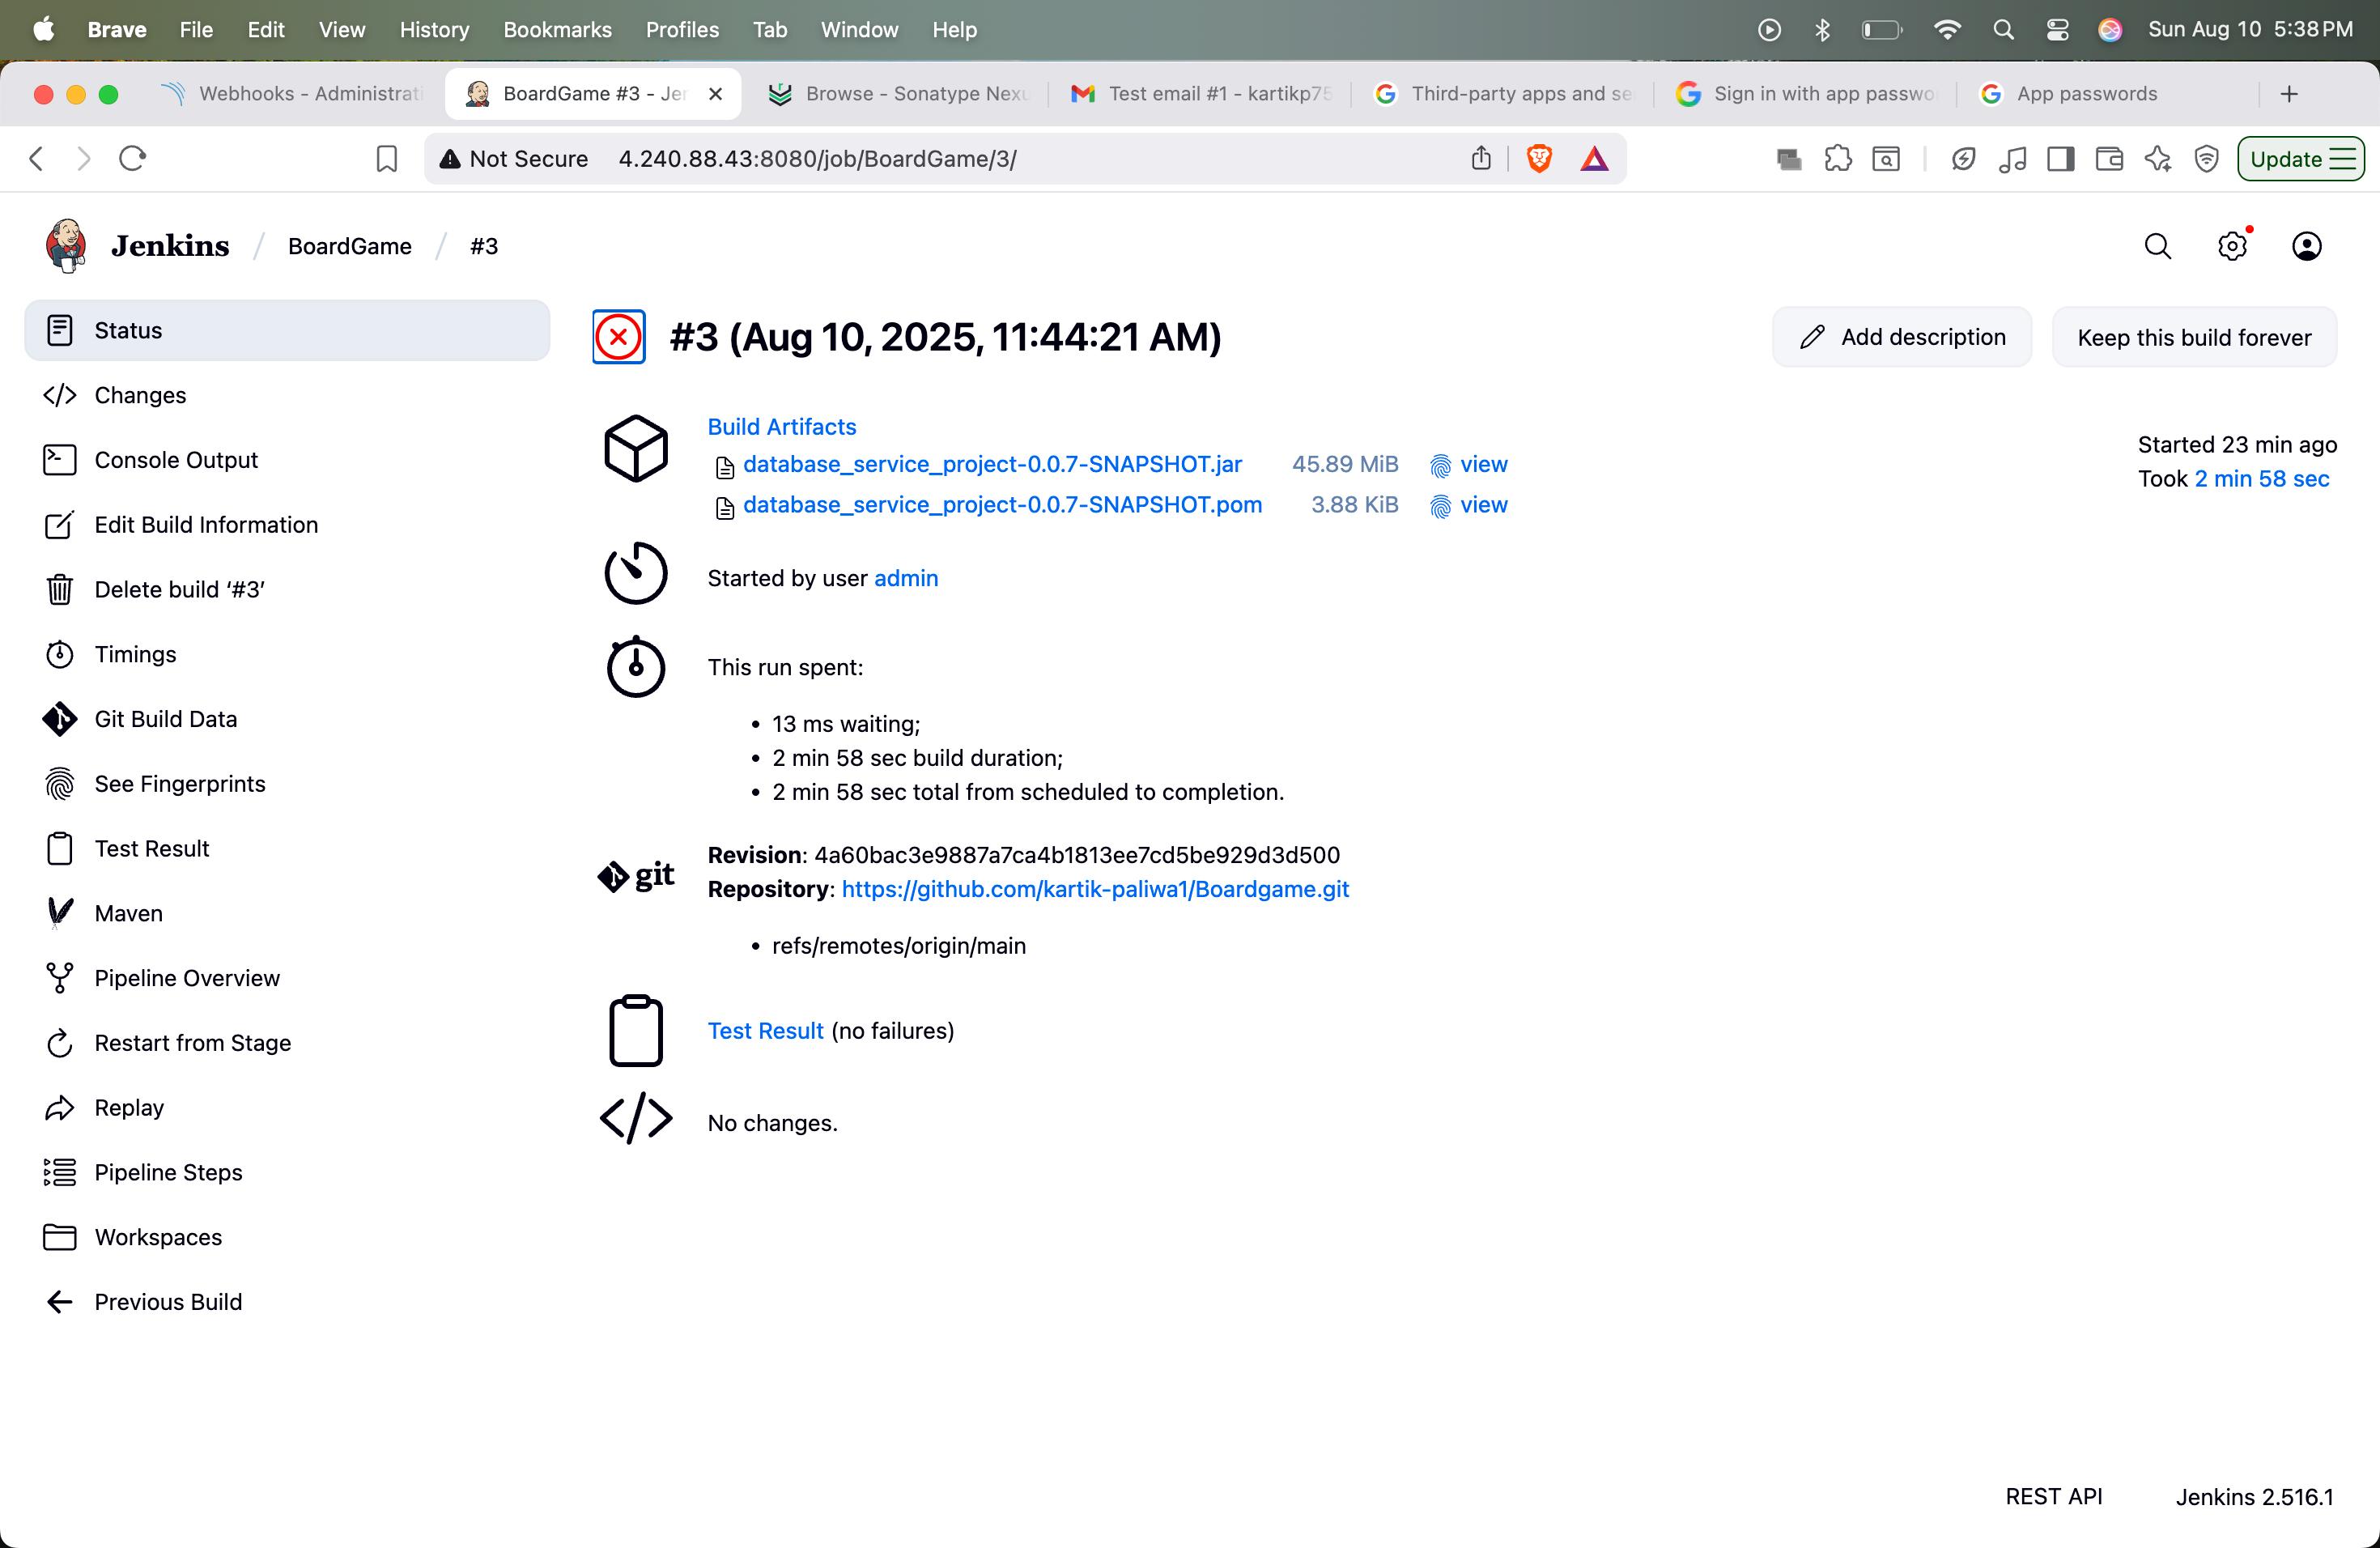 Brave File Edit View History Bookmarks Profiles Tab Window Help Sun Aug 10 5:38 PM
Webhooks - Administrati BoardGame #3 - Jer Browse - Sonatype Nexu Test email #1 - kartikp75 Third-party apps and se Sign in with app passwo App passwords
Not Secure 4.240.88.43:8080/job/BoardGame/3/ Update
Jenkins / BoardGame / #3
Status
Changes
Console Output
Edit Build Information
Delete build ‘#3’
Timings
Git Build Data
See Fingerprints
Test Result
Maven
Pipeline Overview
Restart from Stage
Replay
Pipeline Steps
Workspaces
Previous Build
#3 (Aug 10, 2025, 11:44:21 AM)
Add description Keep this build forever
Started 23 min ago
Took 2 min 58 sec
Build Artifacts
database_service_project-0.0.7-SNAPSHOT.jar 45.89 MiB view
database_service_project-0.0.7-SNAPSHOT.pom 3.88 KiB view
Started by user admin
This run spent:
• 13 ms waiting;
• 2 min 58 sec build duration;
• 2 min 58 sec total from scheduled to completion.
git
Revision: 4a60bac3e9887a7ca4b1813ee7cd5be929d3d500
Repository: https://github.com/kartik-paliwa1/Boardgame.git
• refs/remotes/origin/main
Test Result (no failures)
No changes.
REST API Jenkins 2.516.1